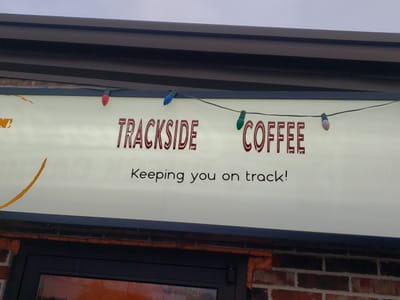 TRACKSIDE COFFEE
Keeping you on track!